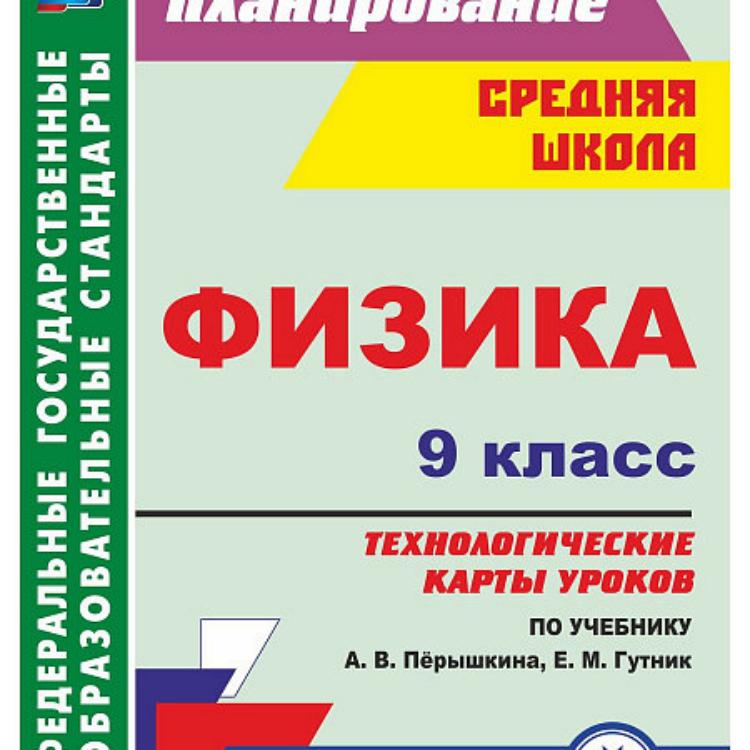 планирование
СРЕДНЯЯ
ШКОЛА
ФИЗИКА
9 класс
ТЕХНОЛОГИЧЕСКИЕ
КАРТЫ УРОКОВ
ПО УЧЕБНИКУ
А. В. Пёрышкина, Е. М. Гутник
ФЕДЕРАЛЬНЫЕ ГОСУДАРСТВЕННЫЕ
ОБРАЗОВАТЕЛЬНЫЕ СТАНДАРТЫ